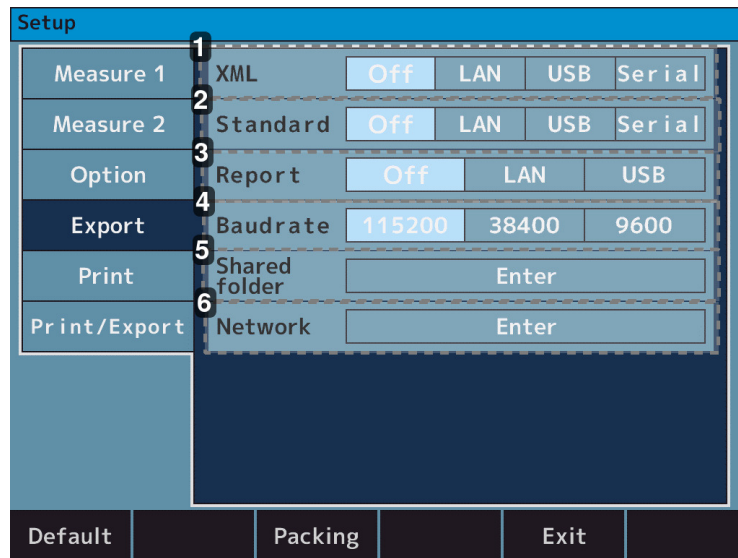 Setup
Measure 1
Measure 2
Option
Export
Print
Print/Export
1
XML Off LAN USB Serial
2
Standard Off LAN USB Serial
3
Report Off LAN USB
4
Baudrate 115200 38400 9600
5
Shared
folder Enter
6
Network Enter
Default Packing Exit